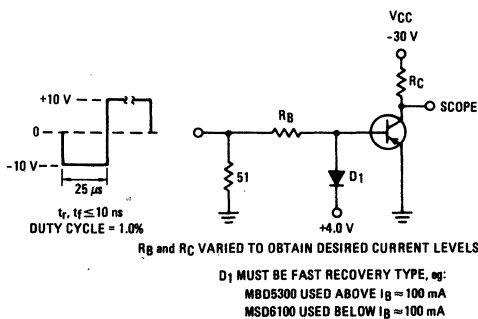 VCC
-30 V
RC
SCOPE
+10 V
0
-10 V
25 μs
tr, tf ≤ 10 ns
DUTY CYCLE = 1.0%
RB
51
D1
+4.0 V
RB and RC VARIED TO OBTAIN DESIRED CURRENT LEVELS
D1 MUST BE FAST RECOVERY TYPE, eg:
MBD5300 USED ABOVE IB ≈ 100 mA
MSD6100 USED BELOW IB ≈ 100 mA